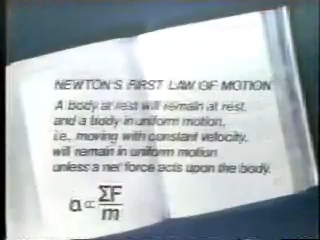 NEWTON'S FIRST LAW OF MOTION
A body at rest will remain at rest,
and a body in uniform motion,
i.e., moving with constant velocity,
will remain in uniform motion
unless a net force acts upon the body.
a ∝ ΣF/m